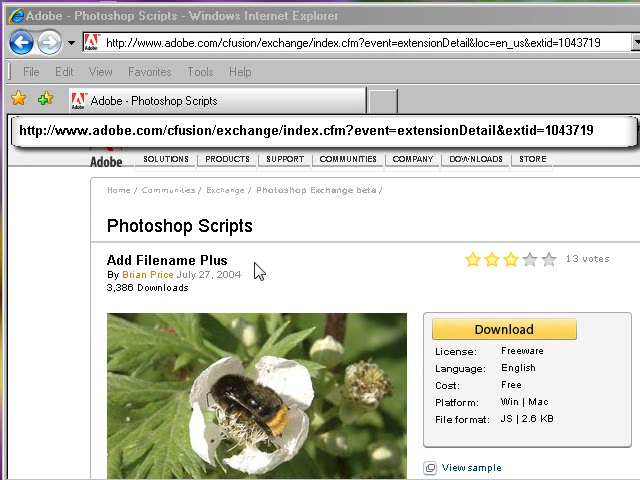 Adobe - Photoshop Scripts - Windows Internet Explorer
http://www.adobe.com/cfusion/exchange/index.cfm?event=extensionDetail&loc=en_us&extid=1043719
File Edit View Favorites Tools Help
Adobe - Photoshop Scripts
http://www.adobe.com/cfusion/exchange/index.cfm?event=extensionDetail&extid=1043719
Adobe SOLUTIONS PRODUCTS SUPPORT COMMUNITIES COMPANY DOWNLOADS STORE
Home / Communities / Exchange / Photoshop Exchange beta /
Photoshop Scripts
Add Filename Plus
13 votes
By Brian Price July 27, 2004
3,386 Downloads
Download
License: Freeware
Language: English
Cost: Free
Platform: Win | Mac
File format: JS | 2.6 KB
View sample